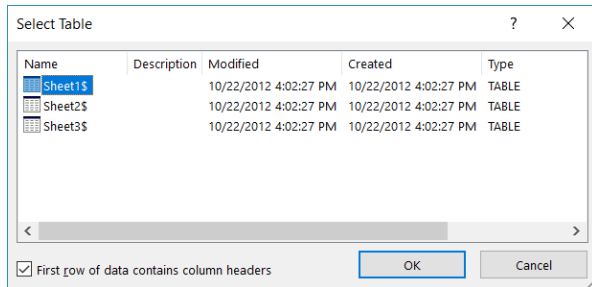 Select Table ? ×
Name Description Modified Created Type
Sheet1$ 10/22/2012 4:02:27 PM 10/22/2012 4:02:27 PM TABLE
Sheet2$ 10/22/2012 4:02:27 PM 10/22/2012 4:02:27 PM TABLE
Sheet3$ 10/22/2012 4:02:27 PM 10/22/2012 4:02:27 PM TABLE
First row of data contains column headers OK Cancel